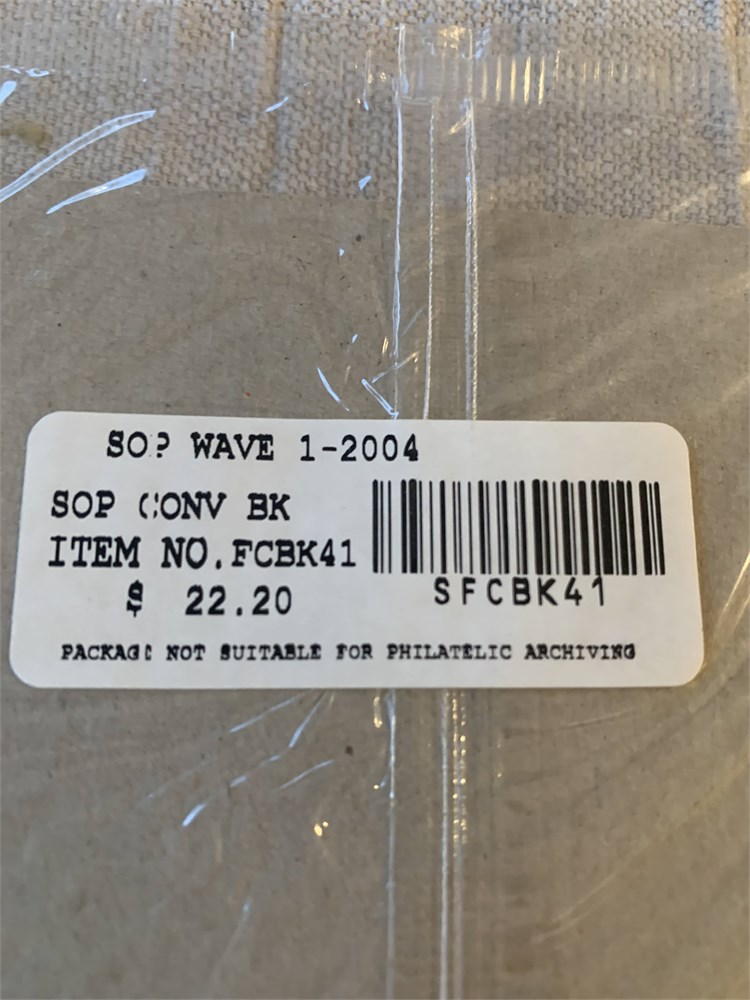 SOP WAVE 1-2004
SOP CONV BK
ITEM NO. FCBK41
$ 22.20
SFCBK41
PACKAGE NOT SUITABLE FOR PHILATELIC ARCHIVING